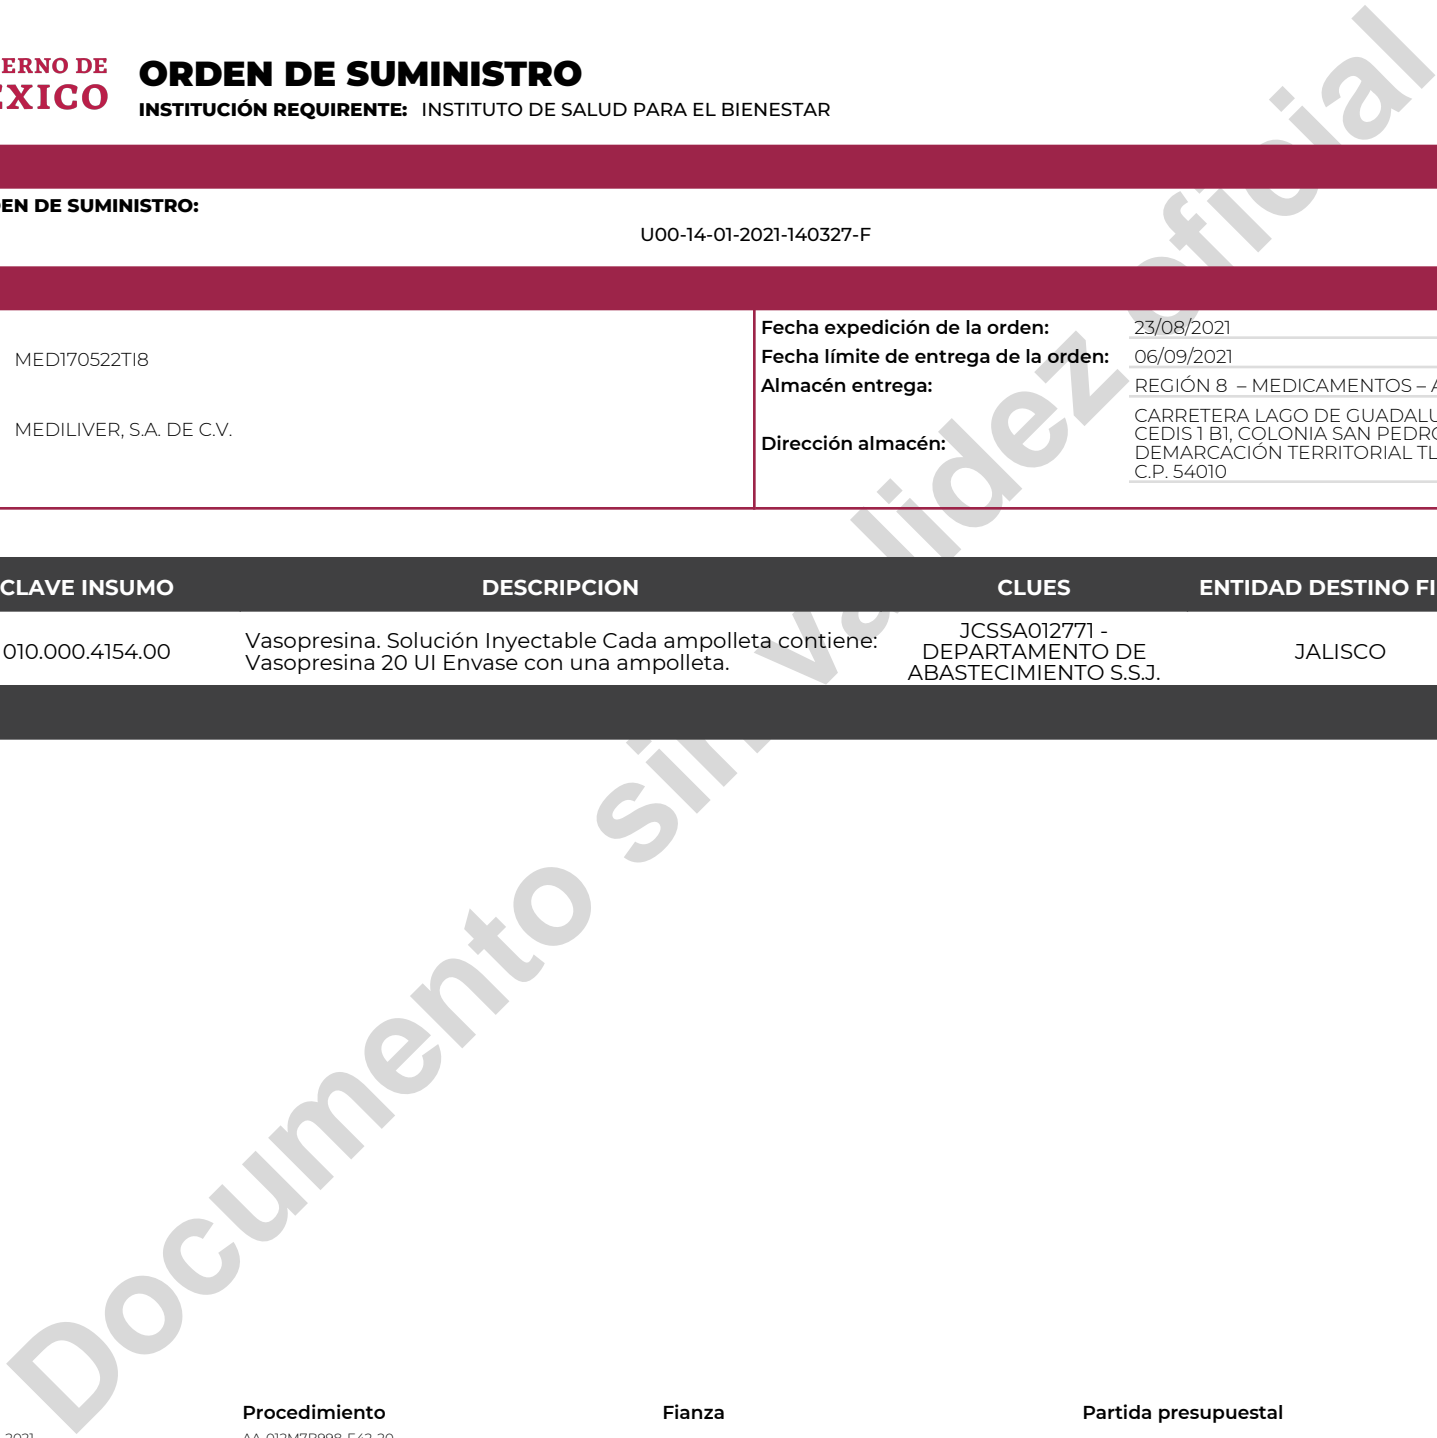 ERNO DE
ORDEN DE SUMINISTRO
INSTITUCIÓN REQUIRENTE: INSTITUTO DE SALUD PARA EL BIENESTAR
EN DE SUMINISTRO:
U00-14-01-2021-140327-F
MED170522TI8
MEDILIVER, S.A. DE C.V.
Fecha expedición de la orden: 23/08/2021
Fecha límite de entrega de la orden: 06/09/2021
Almacén entrega: REGIÓN 8 – MEDICAMENTOS – A
Dirección almacén: CARRETERA LAGO DE GUADALU
CEDIS 1 B1, COLONIA SAN PEDRO
DEMARCACIÓN TERRITORIAL TL
C.P. 54010
CLAVE INSUMO DESCRIPCION CLUES ENTIDAD DESTINO FI
010.000.4154.00
Vasopresina. Solución Inyectable Cada ampolleta contiene:
Vasopresina 20 UI Envase con una ampolleta.
JCSSA012771 -
DEPARTAMENTO DE
ABASTECIMIENTO S.S.J.
JALISCO
Documento sin validez oficial
Procedimiento Fianza Partida presupuestal